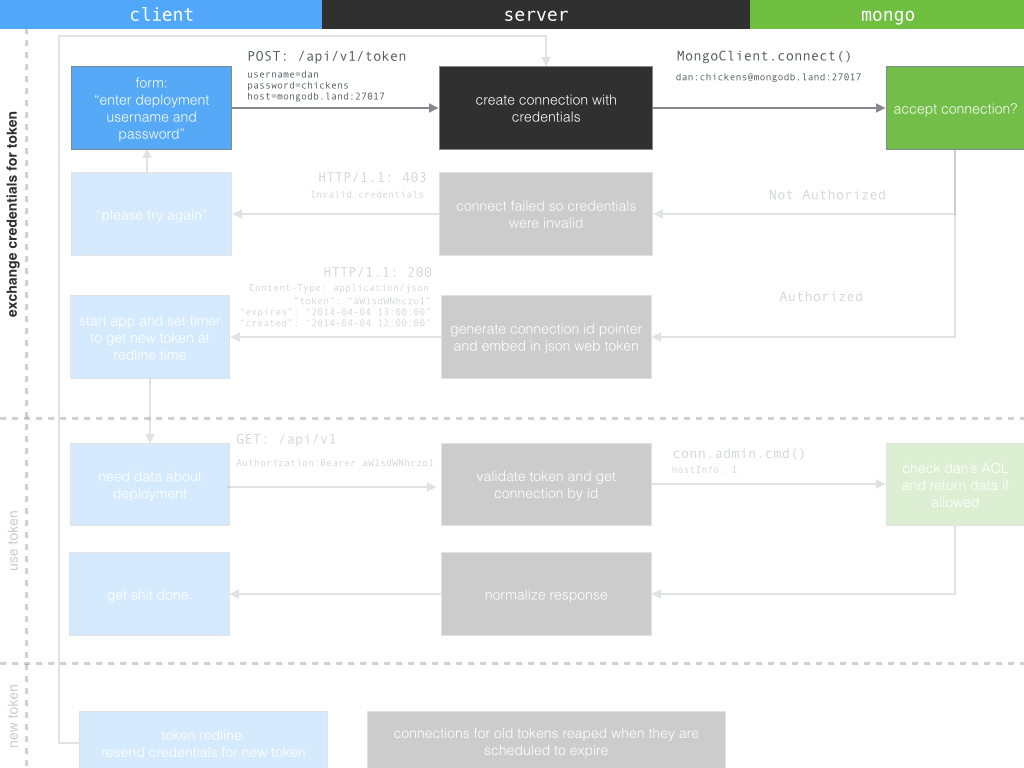 client
server
mongo
exchange credentials for token
POST: /api/v1/token
username=dan
password=chickens
host=mongodb.land:27017
MongoClient.connect()
dan:chickens@mongodb.land:27017
form:
“enter deployment
username and
password”
create connection with
credentials
accept connection?
HTTP/1.1: 403
Invalid credentials
Not Authorized
“please try again”
connect failed so credentials
were invalid
HTTP/1.1: 200
Content-Type: application/json
"token": "aW1sdWNhczo1"
"expires": "2014-04-04 13:00:00"
"created": "2014-04-04 12:00:00"
Authorized
start app and set timer
to get new token at
redline time
generate connection id pointer
and embed in json web token
use token
GET: /api/v1
Authorization:Bearer aW1sdWNhczo1
conn.admin.cmd()
hostInfo: 1
need data about
deployment
validate token and get
connection by id
check dan's ACL
and return data if
allowed
get shit done.
normalize response
new token
token redline.
resend credentials for new token
connections for old tokens reaped when they are
scheduled to expire